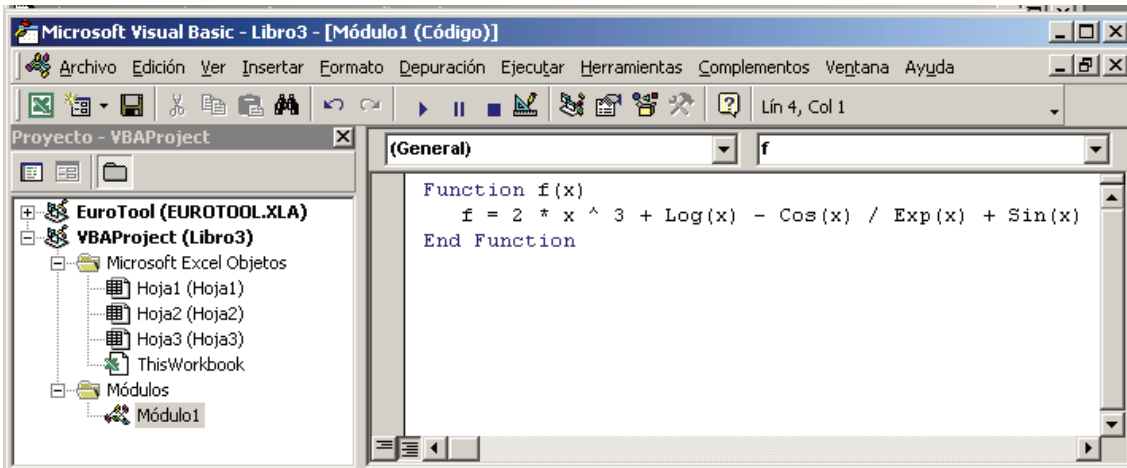 Microsoft Visual Basic - Libro3 - [Módulo1 (Código)]
Archivo Edición Ver Insertar Formato Depuración Ejecutar Herramientas Complementos Ventana Ayuda
Lín 4, Col 1
Proyecto - VBAProject
(General)
f
EuroTool (EUROTOOL.XLA)
VBAProject (Libro3)
Microsoft Excel Objetos
Hoja1 (Hoja1)
Hoja2 (Hoja2)
Hoja3 (Hoja3)
ThisWorkbook
Módulos
Módulo1
Function f(x)
f = 2 * x ^ 3 + Log(x) - Cos(x) / Exp(x) + Sin(x)
End Function